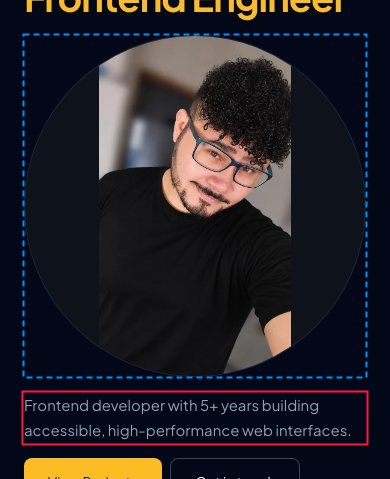 Frontend Engineer
Frontend developer with 5+ years building
accessible, high-performance web interfaces.